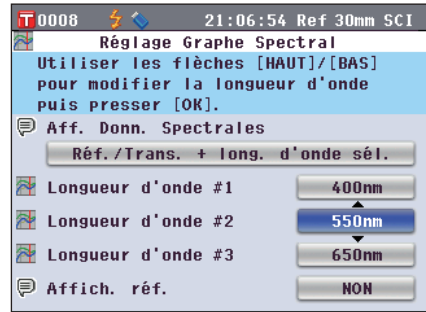 T0008 21:06:54 Ref 30mm SCI
Réglage Graphe Spectral
Utiliser les flèches [HAUT]/[BAS]
pour modifier la longueur d'onde
puis presser [OK].
Aff. Donn. Spectrales
Réf./Trans. + long. d'onde sél.
Longueur d'onde #1 400nm
Longueur d'onde #2 550nm
Longueur d'onde #3 650nm
Affich. réf. NON